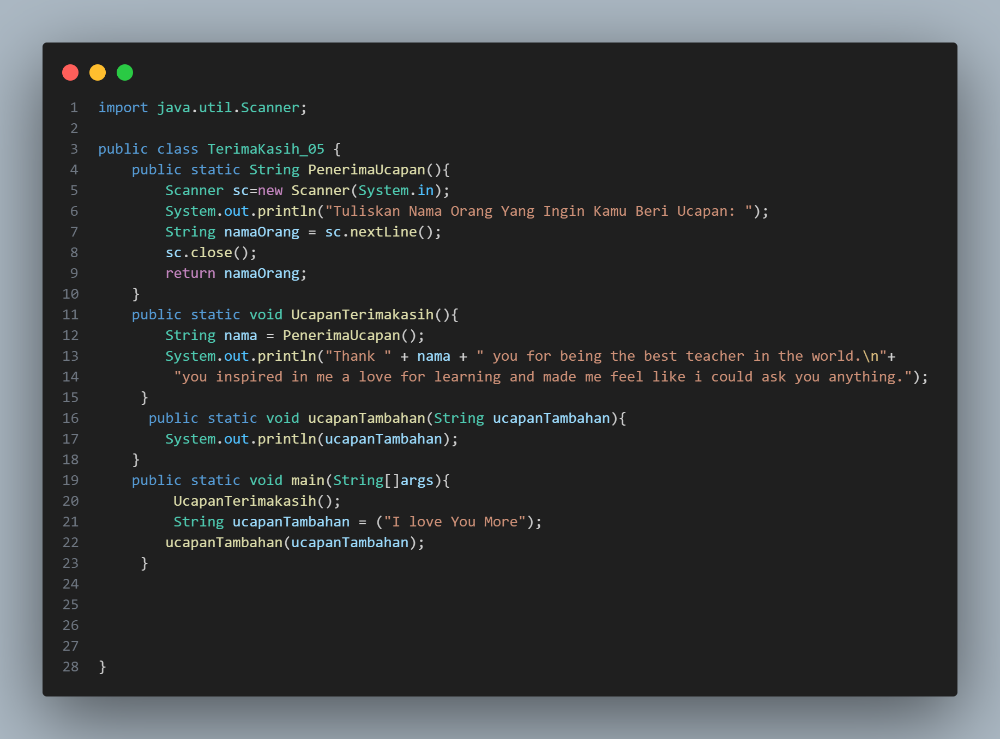 1 import java.util.Scanner;
2
3 public class TerimaKasih_05 {
4     public static String PenerimaUcapan(){
5         Scanner sc=new Scanner(System.in);
6         System.out.println("Tuliskan Nama Orang Yang Ingin Kamu Beri Ucapan: ");
7         String namaOrang = sc.nextLine();
8         sc.close();
9         return namaOrang;
10     }
11     public static void UcapanTerimakasih(){
12         String nama = PenerimaUcapan();
13         System.out.println("Thank " + nama + " you for being the best teacher in the world.\n"+
14          "you inspired in me a love for learning and made me feel like i could ask you anything.");
15      }
16       public static void ucapanTambahan(String ucapanTambahan){
17         System.out.println(ucapanTambahan);
18     }
19     public static void main(String[]args){
20          UcapanTerimakasih();
21          String ucapanTambahan = ("I love You More");
22         ucapanTambahan(ucapanTambahan);
23      }
24
25
26
27
28 }